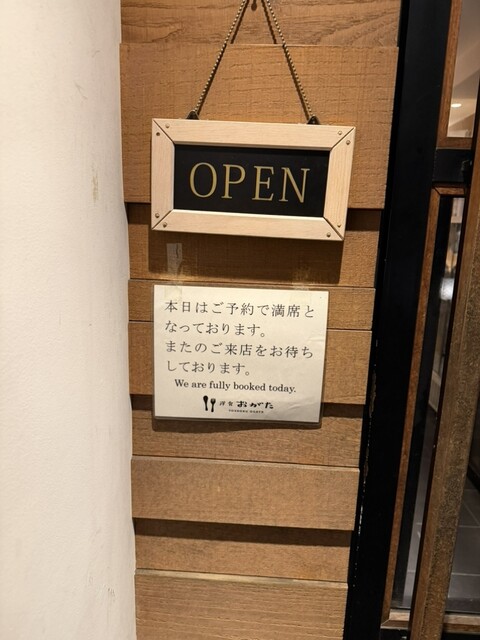 OPEN
本日はご予約で満席と
なっております。
またのご来店をお待ち
しております。
We are fully booked today.
洋食 おがた